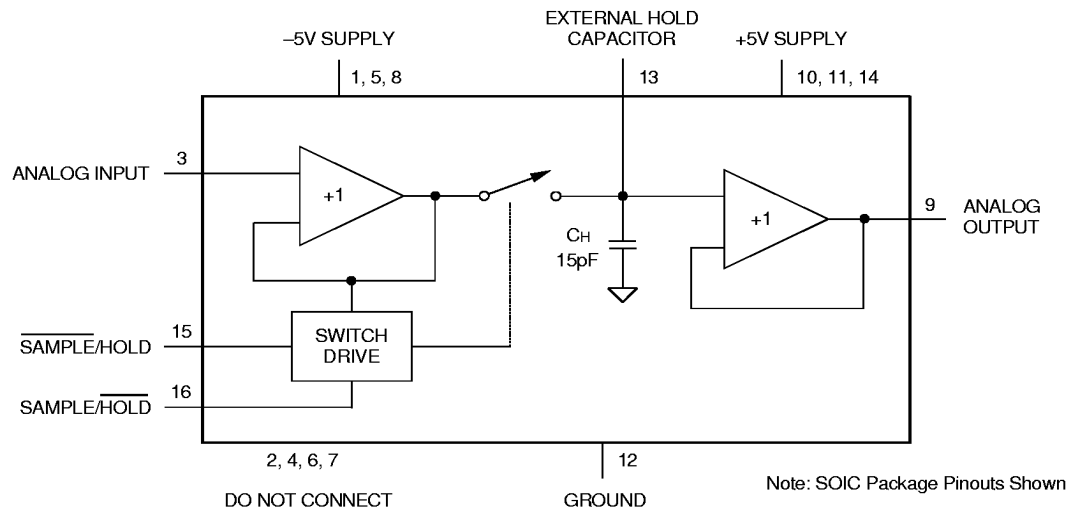 EXTERNAL HOLD
CAPACITOR
–5V SUPPLY
+5V SUPPLY
1, 5, 8
13
10, 11, 14
3
ANALOG INPUT
+1
+1
9
ANALOG
OUTPUT
CH
15pF
15
SAMPLE/HOLD
SWITCH
DRIVE
16
SAMPLE/HOLD
2, 4, 6, 7
12
DO NOT CONNECT
GROUND
Note: SOIC Package Pinouts Shown